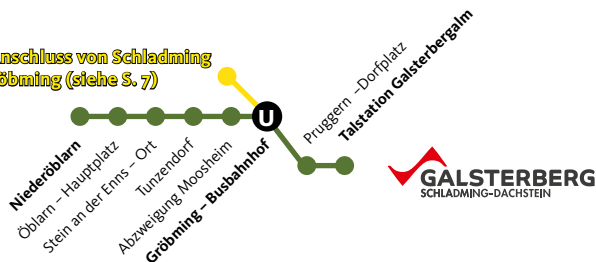 nschluss von Schladming
öbming (siehe S. 7)
U
Niederöblarn
Öblarn – Hauptplatz
Stein an der Enns – Ort
Tunzendorf
Abzweigung Moosheim
Gröbming – Busbahnhof
Pruggern –Dorfplatz
Talstation Galsterbergalm
GALSTERBERG
SCHLADMING-DACHSTEIN